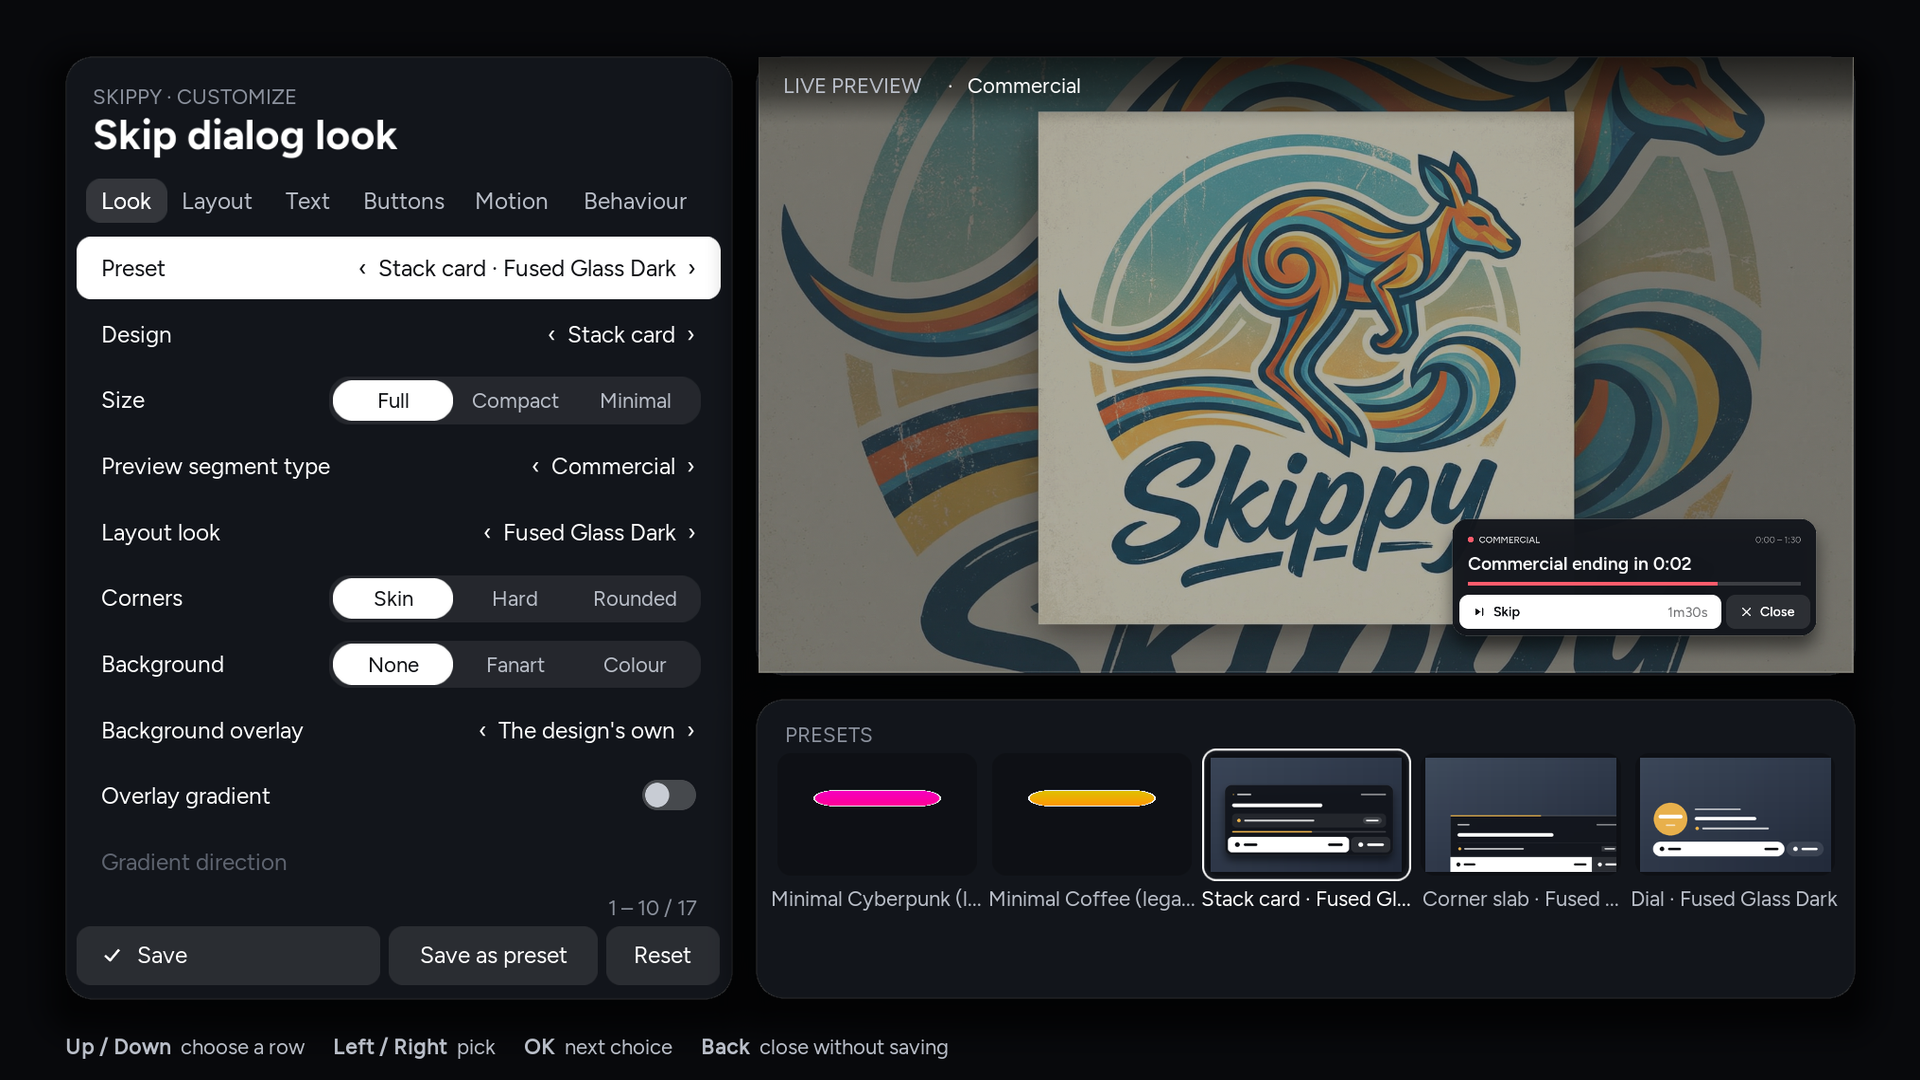 SKIPPY · CUSTOMIZE
Skip dialog look
Look Layout Text Buttons Motion Behaviour
Preset ‹ Stack card · Fused Glass Dark ›
Design ‹ Stack card ›
Size Full Compact Minimal
Preview segment type ‹ Commercial ›
Layout look ‹ Fused Glass Dark ›
Corners Skin Hard Rounded
Background None Fanart Colour
Background overlay ‹ The design's own ›
Overlay gradient
Gradient direction
1 – 10 / 17
Save Save as preset Reset
LIVE PREVIEW · Commercial
Skippy
Skippy
COMMERCIAL 0:00 – 1:30
Commercial ending in 0:02
Skip 1m30s Close
PRESETS
Minimal Cyberpunk (l... Minimal Coffee (lega... Stack card · Fused Gl... Corner slab · Fused ... Dial · Fused Glass Dark
Up / Down choose a row Left / Right pick OK next choice Back close without saving